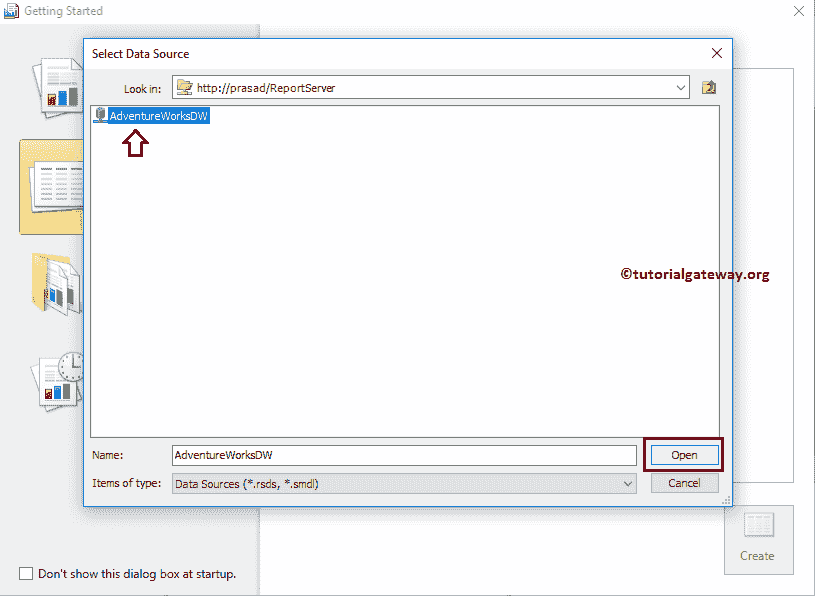 Getting Started
Select Data Source
Look in: http://prasad/ReportServer
AdventureWorksDW
©tutorialgateway.org
Name: AdventureWorksDW Open
Items of type: Data Sources (*.rsds, *.smdl) Cancel
Create
Don't show this dialog box at startup.